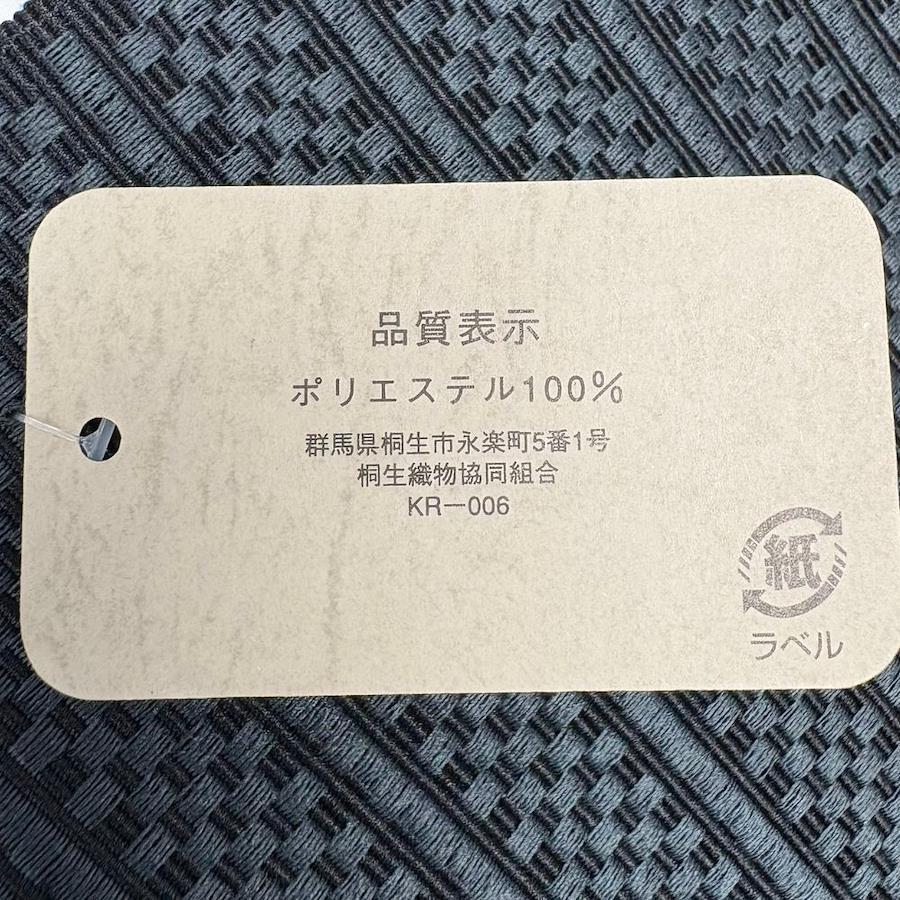 品質表示
ポリエステル100%
群馬県桐生市永楽町5番1号
桐生織物協同組合
KR−006
紙
ラベル